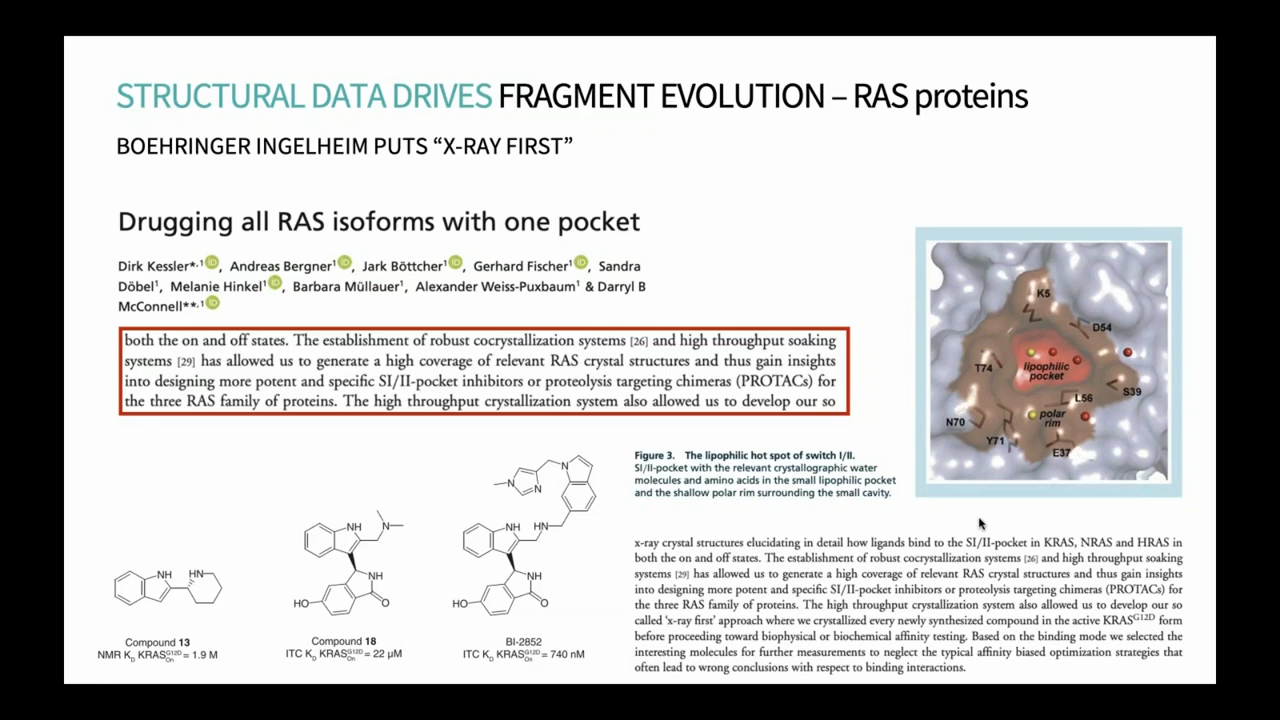 STRUCTURAL DATA DRIVES FRAGMENT EVOLUTION – RAS proteins
BOEHRINGER INGELHEIM PUTS “X-RAY FIRST”
Drugging all RAS isoforms with one pocket
Dirk Kessler*,1 iD, Andreas Bergner1 iD, Jark Böttcher1 iD, Gerhard Fischer1 iD, Sandra
Döbel1, Melanie Hinkel1 iD, Barbara Müllauer1, Alexander Weiss-Puxbaum1 & Darryl B
McConnell**,1 iD
both the on and off states. The establishment of robust cocrystallization systems [26] and high throughput soaking
systems [29] has allowed us to generate a high coverage of relevant RAS crystal structures and thus gain insights
into designing more potent and specific SI/II-pocket inhibitors or proteolysis targeting chimeras (PROTACs) for
the three RAS family of proteins. The high throughput crystallization system also allowed us to develop our so
K5
D54
T74
lipophilic
pocket
S39
L56
N70
polar
rim
Y71
E37
Figure 3. The lipophilic hot spot of switch I/II.
SI/II-pocket with the relevant crystallographic water
molecules and amino acids in the small lipophilic pocket
and the shallow polar rim surrounding the small cavity.
x-ray crystal structures elucidating in detail how ligands bind to the SI/II-pocket in KRAS, NRAS and HRAS in
both the on and off states. The establishment of robust cocrystallization systems [26] and high throughput soaking
systems [29] has allowed us to generate a high coverage of relevant RAS crystal structures and thus gain insights
into designing more potent and specific SI/II-pocket inhibitors or proteolysis targeting chimeras (PROTACs) for
the three RAS family of proteins. The high throughput crystallization system also allowed us to develop our so
called ‘x-ray first’ approach where we crystallized every newly synthesized compound in the active KRASG12D form
before proceeding toward biophysical or biochemical affinity testing. Based on the binding mode we selected the
interesting molecules for further measurements to neglect the typical affinity biased optimization strategies that
often lead to wrong conclusions with respect to binding interactions.
NH
HN
Compound 13
NMR KD KRASG12D On = 1.9 M
NH
N
NH
HO
O
Compound 18
ITC KD KRASG12D On = 22 µM
N
N
N
NH
HN
NH
HO
O
BI-2852
ITC KD KRASG12D On = 740 nM